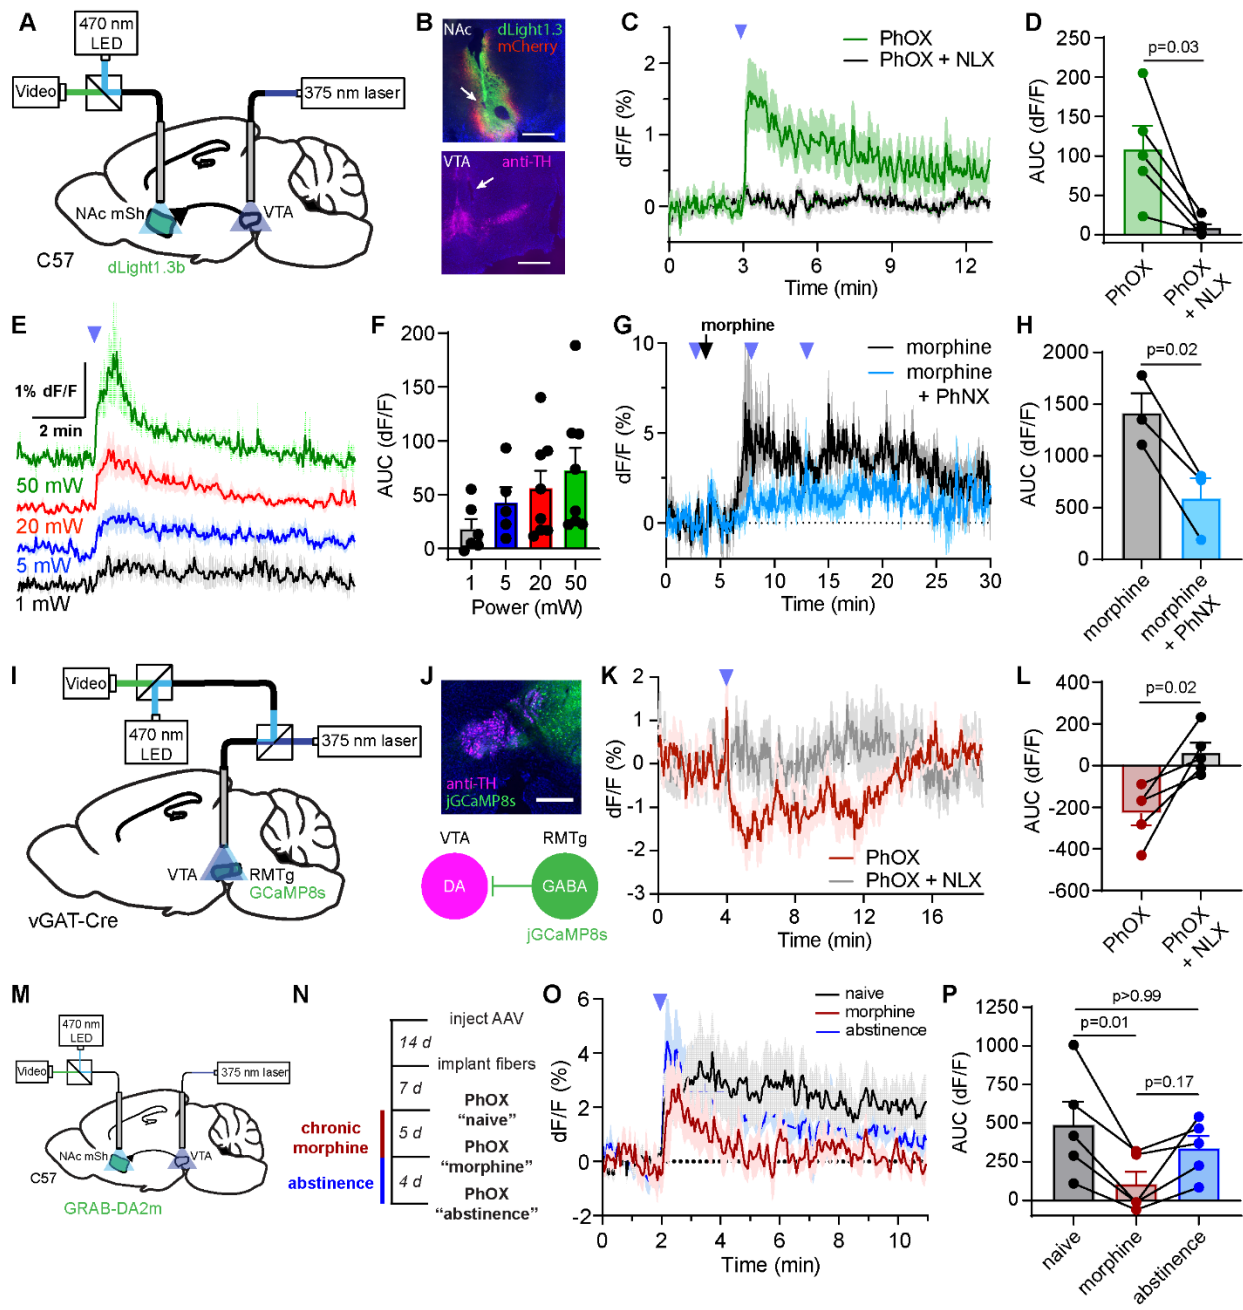 A
470 nm
LED
Video
375 nm laser
NAc mSh
VTA
C57
dLight1.3b
B
NAc
dLight1.3
mCherry
VTA
anti-TH
C
PhOX
PhOX + NLX
dF/F (%)
2
1
0
0
3
6
9
12
Time (min)
D
p=0.03
AUC (dF/F)
250
200
150
100
50
0
PhOX
PhOX
+ NLX
E
1% dF/F
2 min
50 mW
20 mW
5 mW
1 mW
F
AUC (dF/F)
200
150
100
50
0
1
5
20
50
Power (mW)
G
morphine
morphine
morphine
+ PhNX
dF/F (%)
10
5
0
0
5
10
15
20
25
30
Time (min)
H
p=0.02
AUC (dF/F)
2000
1500
1000
500
0
morphine
morphine
+ PhNX
I
Video
470 nm
LED
375 nm laser
VTA
RMTg
GCaMP8s
vGAT-Cre
J
anti-TH
jGCaMP8s
VTA
RMTg
DA
GABA
jGCaMP8s
K
dF/F (%)
2
1
0
-1
-2
-3
PhOX
PhOX + NLX
0
4
8
12
16
Time (min)
L
p=0.02
AUC (dF/F)
400
200
0
-200
-400
-600
PhOX
PhOX
+ NLX
M
470 nm
LED
Video
375 nm laser
NAc mSh
VTA
C57
GRAB-DA2m
N
inject AAV
14 d
implant fibers
7 d
PhOX
“naive”
chronic
morphine
5 d
PhOX
“morphine”
abstinence
4 d
PhOX
“abstinence”
O
naive
morphine
abstinence
dF/F (%)
6
4
2
0
-2
0
2
4
6
8
10
Time (min)
P
p>0.99
p=0.01
p=0.17
AUC (dF/F)
1250
1000
750
500
250
0
naive
morphine
abstinence